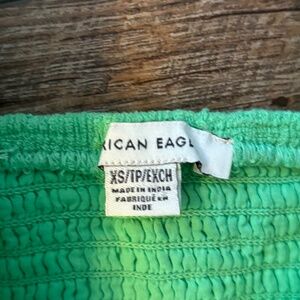 RICAN EAGL
XS/TP/EXCH
MADE IN INDIA
FABRIQUÉ EN
INDE